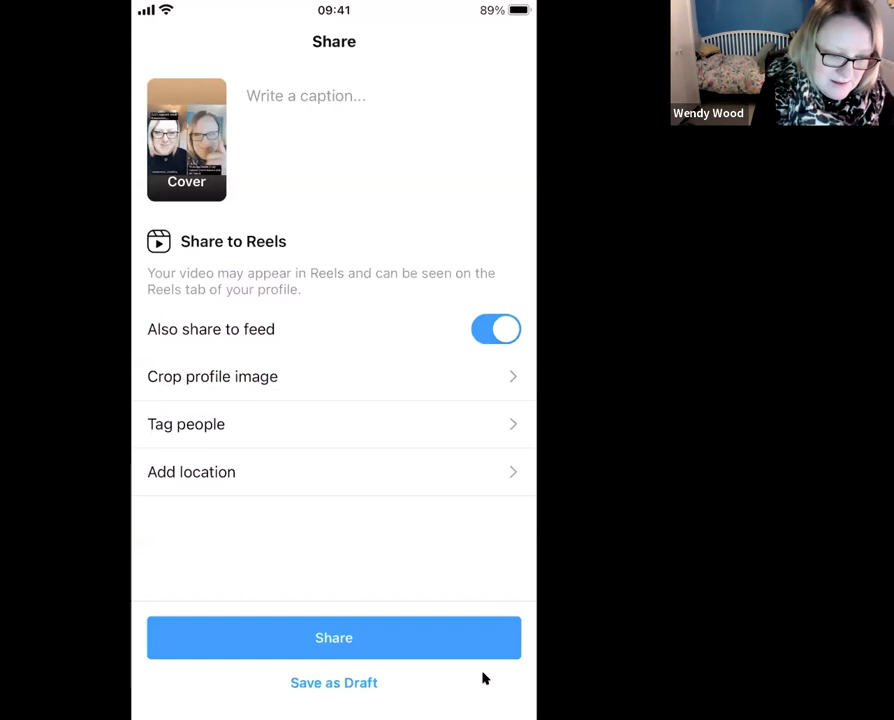 09:41
89%
Share
Write a caption...
Cover
Share to Reels
Your video may appear in Reels and can be seen on the
Reels tab of your profile.
Also share to feed
Crop profile image
Tag people
Add location
Share
Save as Draft
Wendy Wood